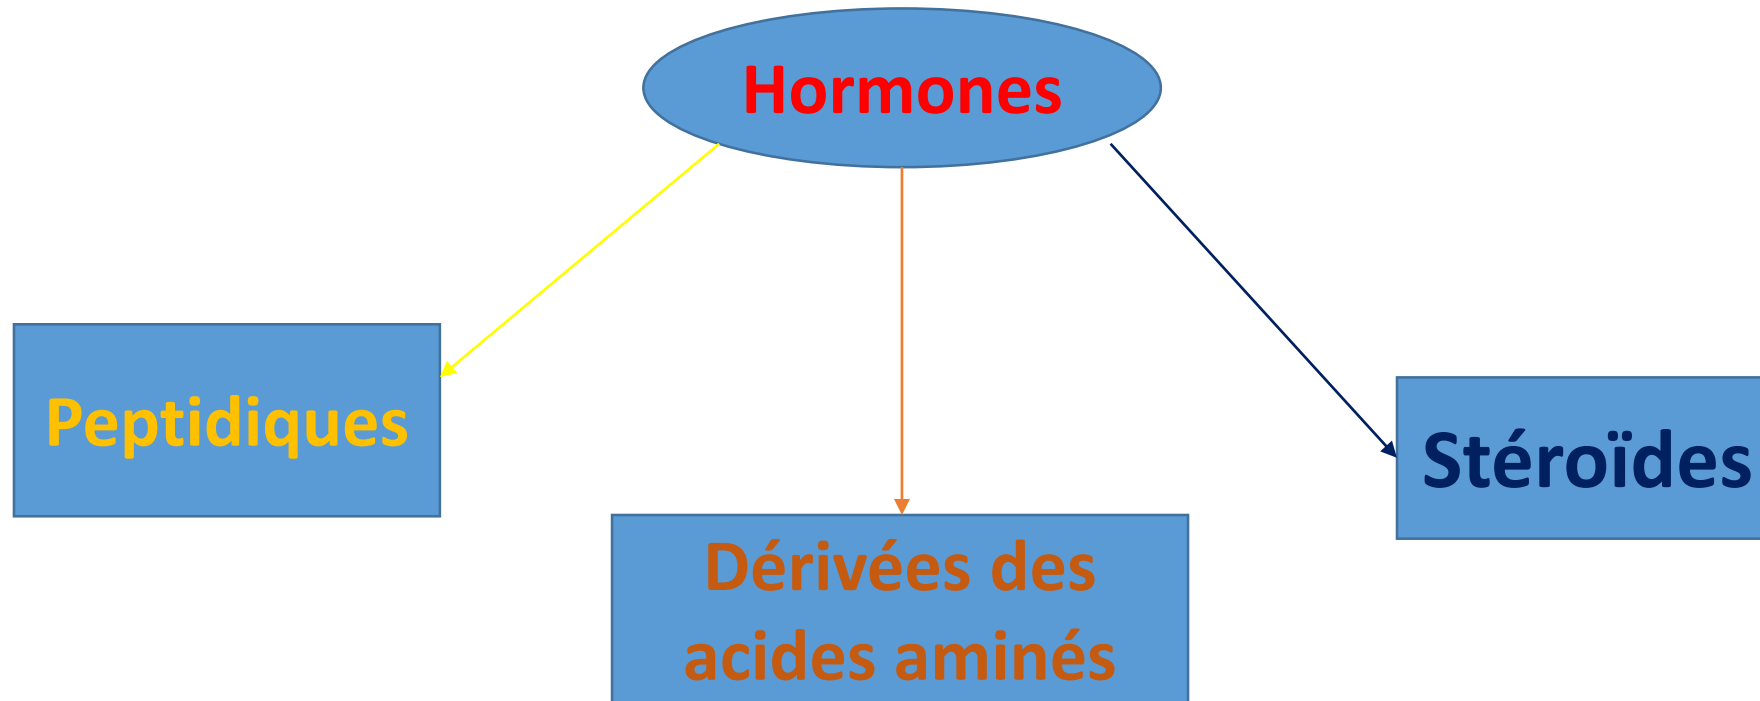 Hormones
Peptidiques
Stéroïdes
Dérivées des
acides aminés